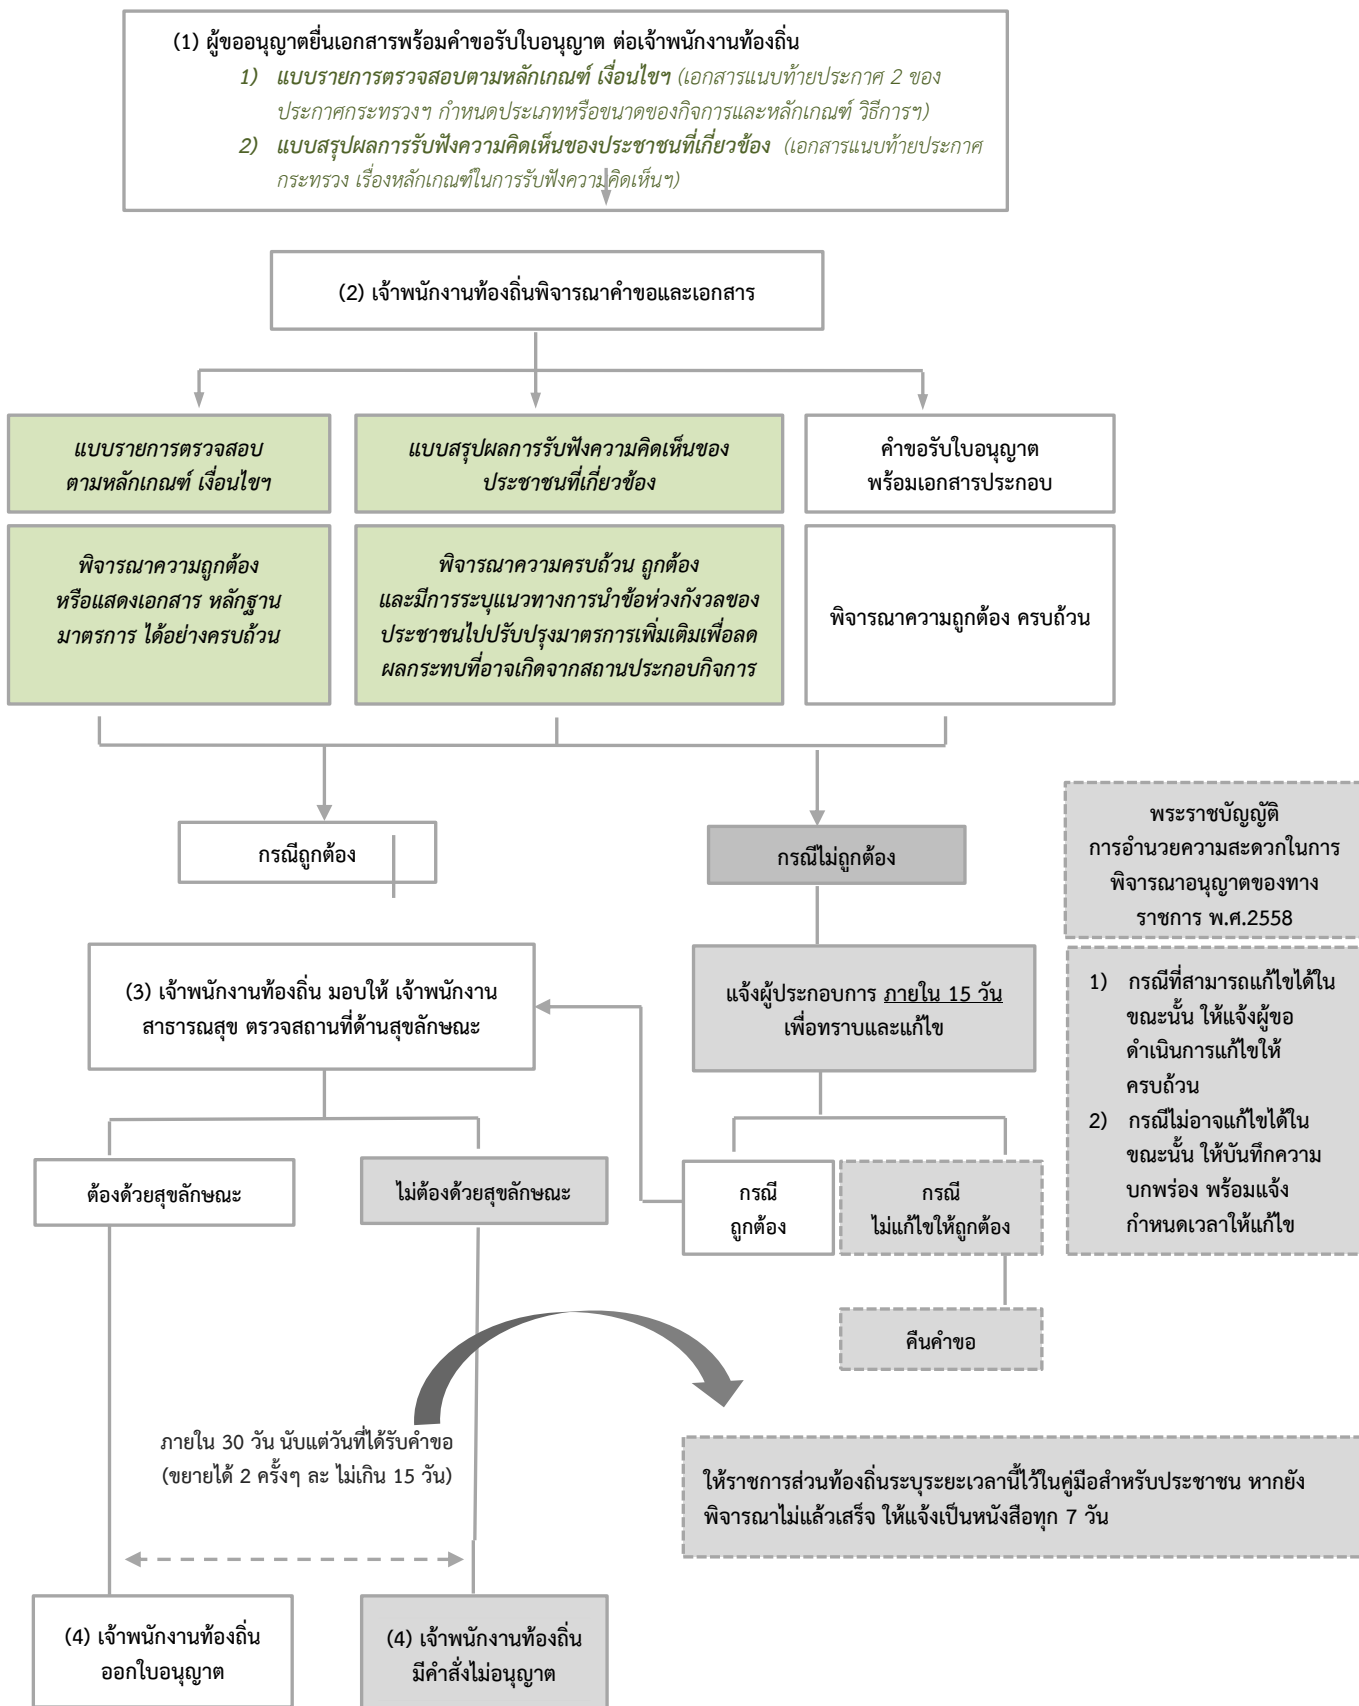 (1) ผู้ขออนุญาตยื่นเอกสารพร้อมคำขอรับใบอนุญาต ต่อเจ้าพนักงานท้องถิ่น
1) แบบรายการตรวจสอบตามหลักเกณฑ์ เงื่อนไขฯ (เอกสารแนบท้ายประกาศ 2 ของ
ประกาศกระทรวงฯ กำหนดประเภทหรือขนาดของกิจการและหลักเกณฑ์ วิธีการฯ)
2) แบบสรุปผลการรับฟังความคิดเห็นของประชาชนที่เกี่ยวข้อง (เอกสารแนบท้ายประกาศ
กระทรวง เรื่องหลักเกณฑ์ในการรับฟังความคิดเห็นฯ)
(2) เจ้าพนักงานท้องถิ่นพิจารณาคำขอและเอกสาร
แบบรายการตรวจสอบ
ตามหลักเกณฑ์ เงื่อนไขฯ
แบบสรุปผลการรับฟังความคิดเห็นของ
ประชาชนที่เกี่ยวข้อง
คำขอรับใบอนุญาต
พร้อมเอกสารประกอบ
พิจารณาความถูกต้อง
หรือแสดงเอกสาร หลักฐาน
มาตรการ ได้อย่างครบถ้วน
พิจารณาความครบถ้วน ถูกต้อง
และมีการระบุแนวทางการนำข้อห่วงกังวลของ
ประชาชนไปปรับปรุงมาตรการเพิ่มเติมเพื่อลด
ผลกระทบที่อาจเกิดจากสถานประกอบกิจการ
พิจารณาความถูกต้อง ครบถ้วน
กรณีถูกต้อง
กรณีไม่ถูกต้อง
พระราชบัญญัติ
การอำนวยความสะดวกในการ
พิจารณาอนุญาตของทาง
ราชการ พ.ศ.2558
(3) เจ้าพนักงานท้องถิ่น มอบให้ เจ้าพนักงาน
สาธารณสุข ตรวจสถานที่ด้านสุขลักษณะ
แจ้งผู้ประกอบการ ภายใน 15 วัน
เพื่อทราบและแก้ไข
1) กรณีที่สามารถแก้ไขได้ใน
ขณะนั้น ให้แจ้งผู้ขอ
ดำเนินการแก้ไขให้
ครบถ้วน
2) กรณีไม่อาจแก้ไขได้ใน
ขณะนั้น ให้บันทึกความ
บกพร่อง พร้อมแจ้ง
กำหนดเวลาให้แก้ไข
ต้องด้วยสุขลักษณะ
ไม่ต้องด้วยสุขลักษณะ
กรณี
ถูกต้อง
กรณี
ไม่แก้ไขให้ถูกต้อง
คืนคำขอ
ภายใน 30 วัน นับแต่วันที่ได้รับคำขอ
(ขยายได้ 2 ครั้งๆ ละ ไม่เกิน 15 วัน)
ให้ราชการส่วนท้องถิ่นระบุระยะเวลานี้ไว้ในคู่มือสำหรับประชาชน หากยัง
พิจารณาไม่แล้วเสร็จ ให้แจ้งเป็นหนังสือทุก 7 วัน
(4) เจ้าพนักงานท้องถิ่น
ออกใบอนุญาต
(4) เจ้าพนักงานท้องถิ่น
มีคำสั่งไม่อนุญาต